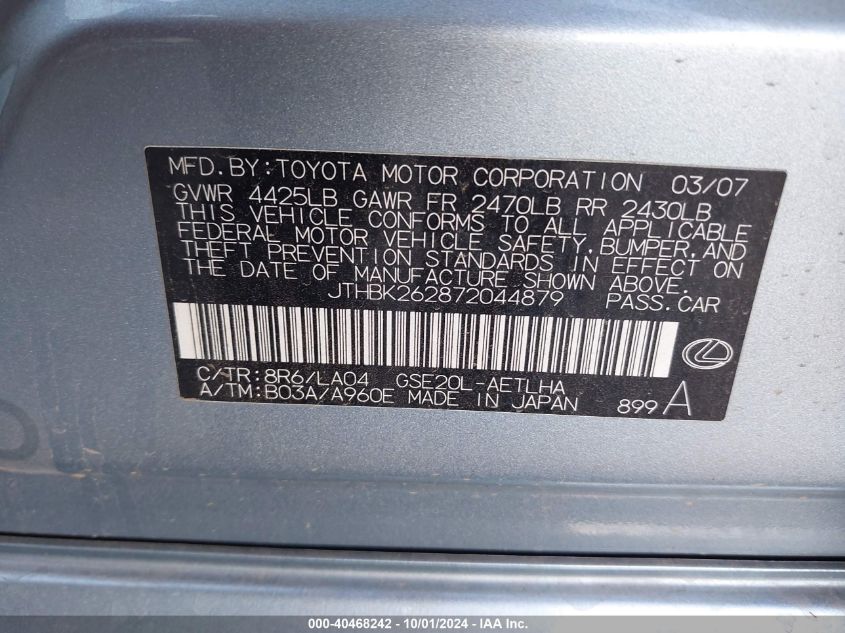 MFD.BY:TOYOTA MOTOR CORPORATION 03/07
GVWR 4425LB GAWR FR 2470LB RR 2430LB
THIS VEHICLE CONFORMS TO ALL APPLICABLE
FEDERAL MOTOR VEHICLE SAFETY,BUMPER,AND
THEFT PREVENTION STANDARDS IN EFFECT ON
THE DATE OF MANUFACTURE SHOWN ABOVE.
JTHBK262872044879 PASS.CAR
C/TR:8R6/LA04 GSE20L-AETLHA
A/TM:B03A/A960E MADE IN JAPAN 899 A
000-40468242 - 10/01/2024 - IAA Inc.